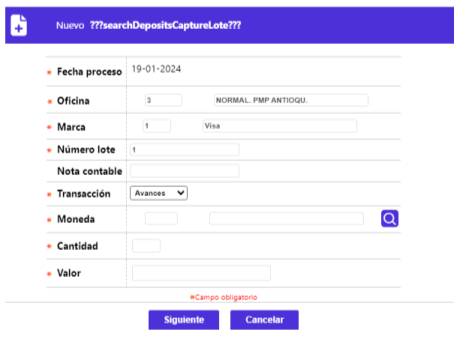 Nuevo ???searchDepositsCaptureLote???
* Fecha proceso 19-01-2024
* Oficina 3 NORMAL. PMP ANTIOQU.
* Marca 1 Visa
* Número lote 1
Nota contable
* Transacción Avances
* Moneda
* Cantidad
* Valor
*Campo obligatorio
Siguiente Cancelar